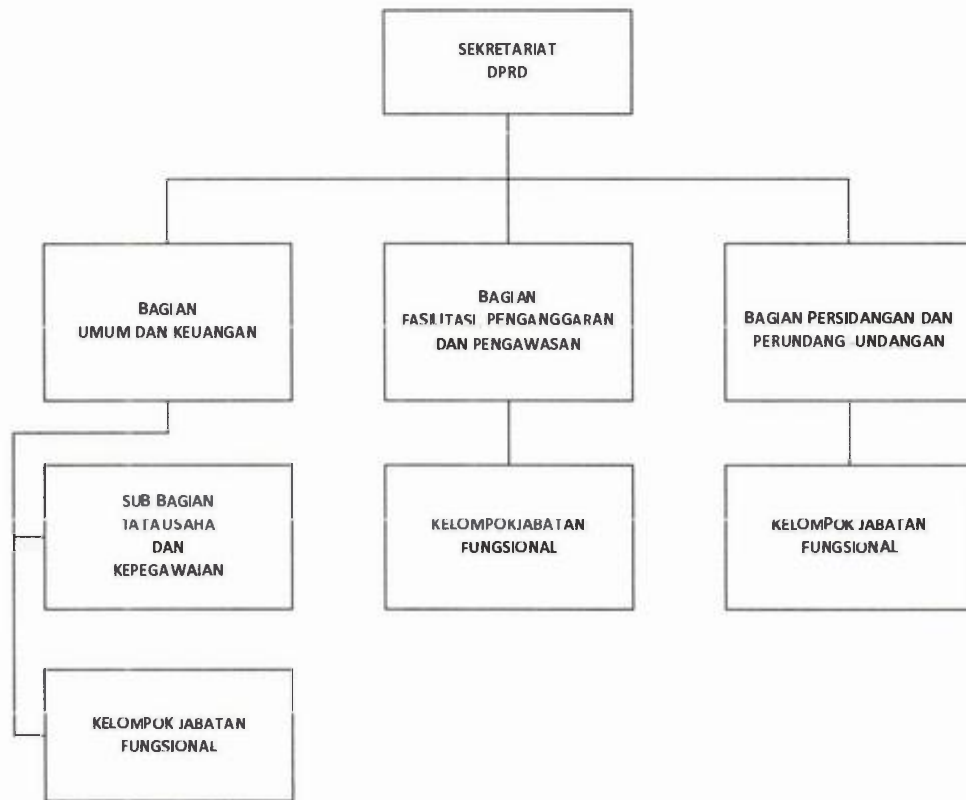 SEKRETARIAT
DPRD
BAGIAN
UMUM DAN KEUANGAN
BAGIAN
FASILITASI PENGANGGARAN
DAN PENGAWASAN
BAGIAN PERSIDANGAN DAN
PERUNDANG UNDANGAN
SUB BAGIAN
TATAUSAHA
DAN
KEPEGAWAIAN
KELOMPOKJABATAN
FUNGSIONAL
KELOMPOK JABATAN
FUNGSIONAL
KELOMPOK JABATAN
FUNGSIONAL